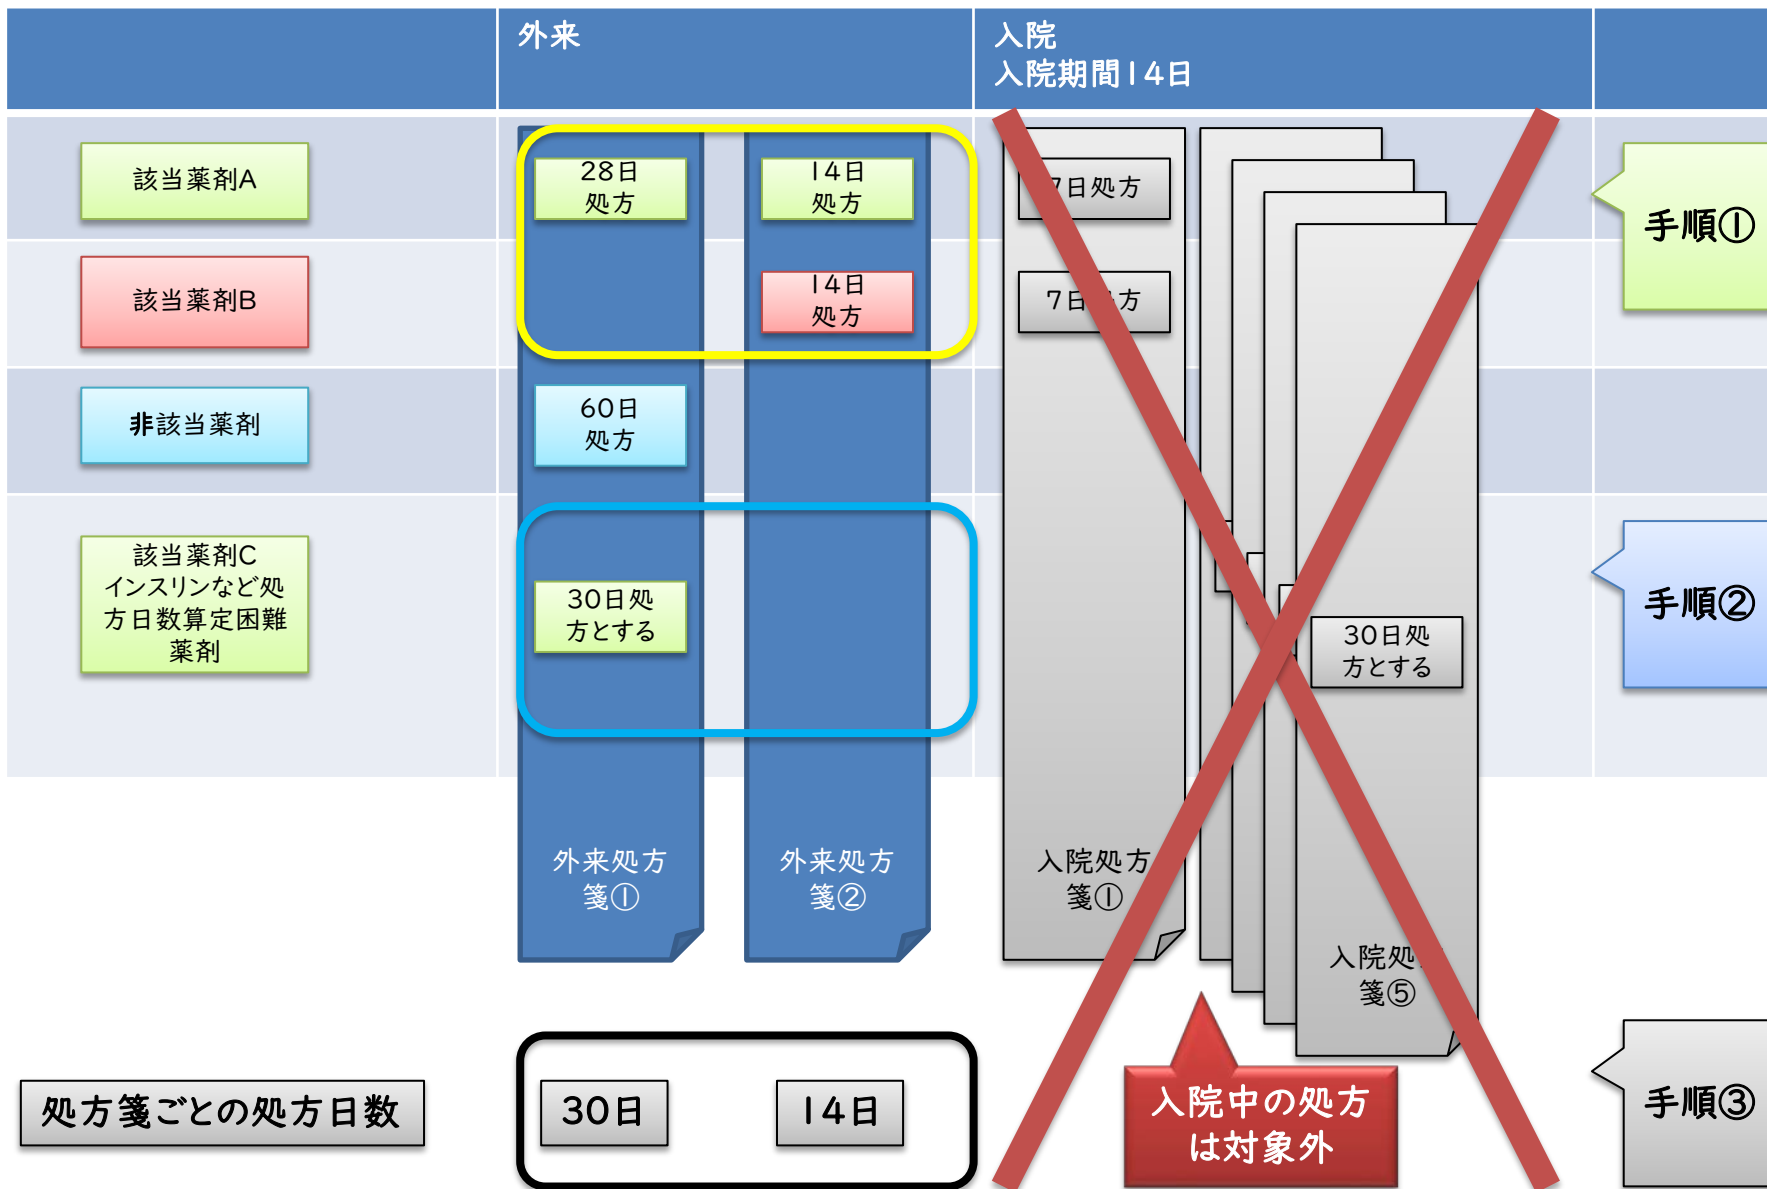 外来
入院
入院期間14日
該当薬剤A
28日
処方
14日
処方
7日処方
手順①
該当薬剤B
14日
処方
7日処方
非該当薬剤
60日
処方
該当薬剤C
インスリンなど処
方日数算定困難
薬剤
30日処
方とする
30日処
方とする
手順②
外来処方
箋①
外来処方
箋②
入院処方
箋①
入院処
箋⑤
処方箋ごとの処方日数
30日
14日
入院中の処方
は対象外
手順③